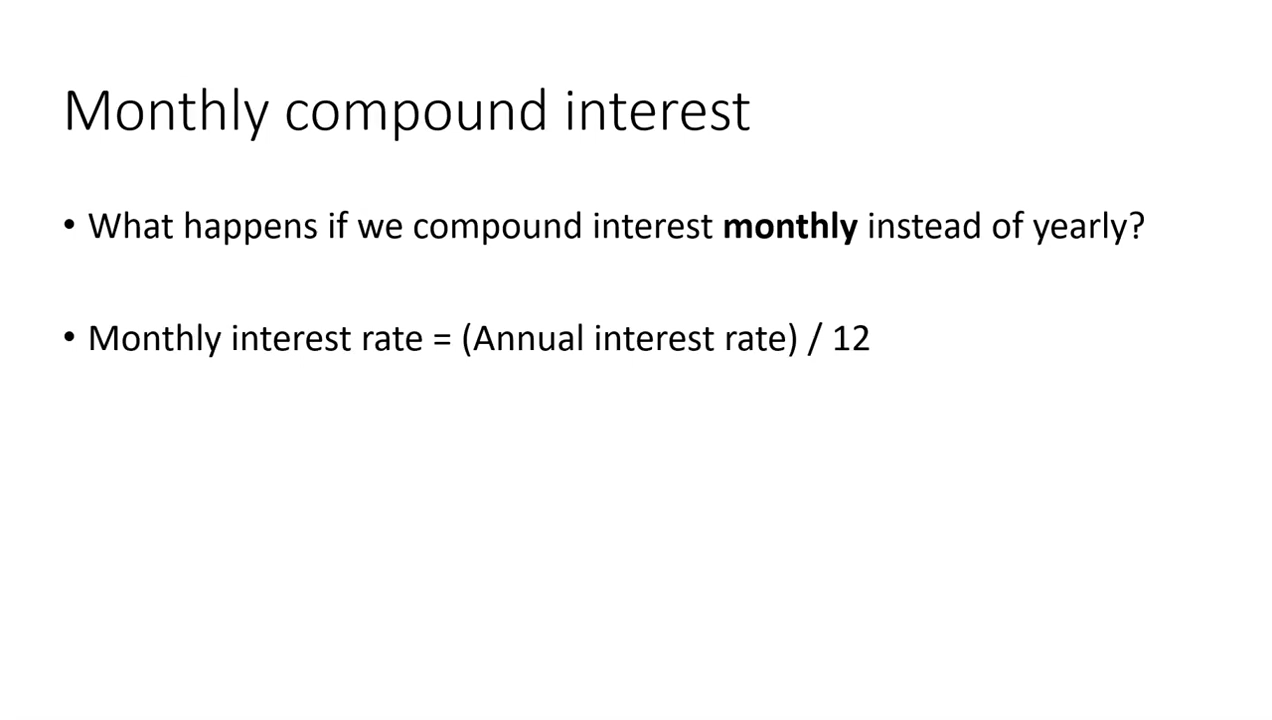 Monthly compound interest
• What happens if we compound interest monthly instead of yearly?
• Monthly interest rate = (Annual interest rate) / 12